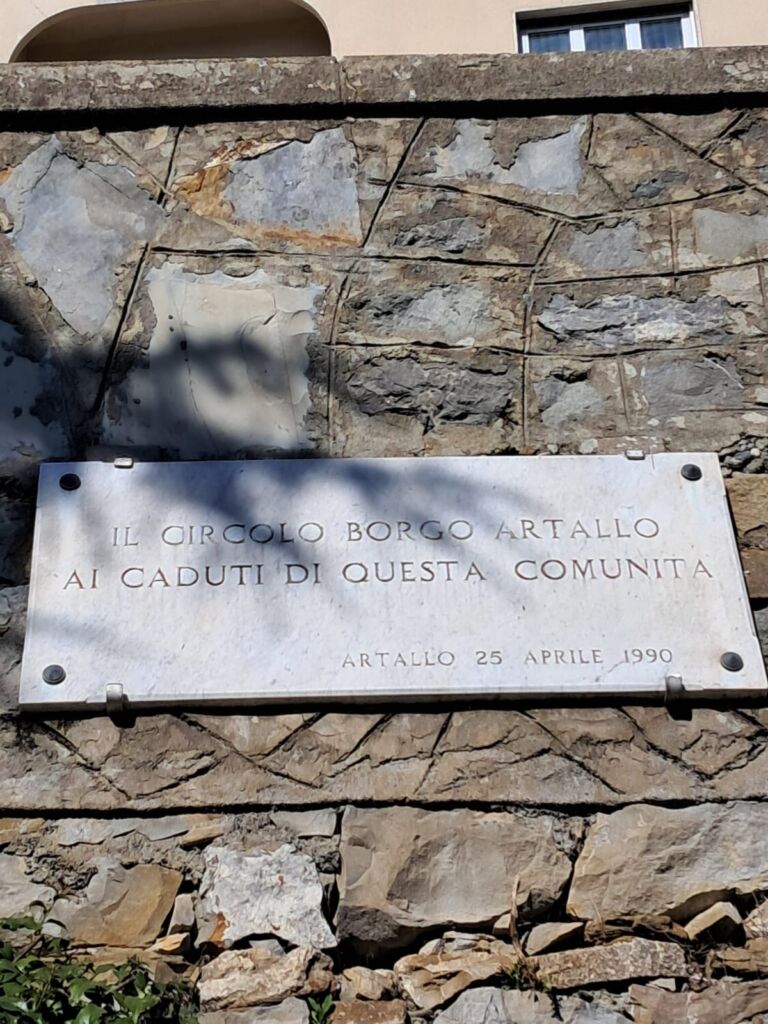 IL CIRCOLO BORGO ARTALLO
AI CADUTI DI QUESTA COMUNITA
ARTALLO 25 APRILE 1990